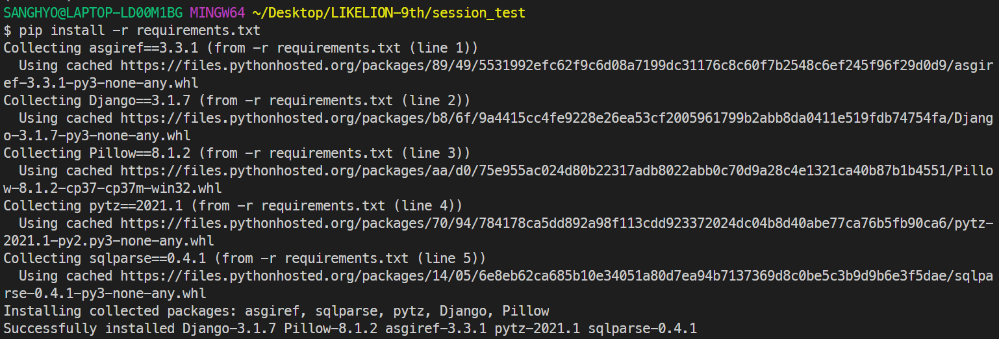 SANGHYO@LAPTOP-LD00M1BG MINGW64 ~/Desktop/LIKELION-9th/session_test
$ pip install -r requirements.txt
Collecting asgiref==3.3.1 (from -r requirements.txt (line 1))
  Using cached https://files.pythonhosted.org/packages/89/49/5531992efc62f9c6d08a7199dc31176c8c60f7b2548c6ef245f96f29d0d9/asgir
ef-3.3.1-py3-none-any.whl
Collecting Django==3.1.7 (from -r requirements.txt (line 2))
  Using cached https://files.pythonhosted.org/packages/b8/6f/9a4415cc4fe9228e26ea53cf2005961799b2abb8da0411e519fdb74754fa/Djang
o-3.1.7-py3-none-any.whl
Collecting Pillow==8.1.2 (from -r requirements.txt (line 3))
  Using cached https://files.pythonhosted.org/packages/aa/d0/75e955ac024d80b22317adb8022abb0c70d9a28c4e1321ca40b87b1b4551/Pillo
w-8.1.2-cp37-cp37m-win32.whl
Collecting pytz==2021.1 (from -r requirements.txt (line 4))
  Using cached https://files.pythonhosted.org/packages/70/94/784178ca5dd892a98f113cdd923372024dc04b8d40abe77ca76b5fb90ca6/pytz-
2021.1-py2.py3-none-any.whl
Collecting sqlparse==0.4.1 (from -r requirements.txt (line 5))
  Using cached https://files.pythonhosted.org/packages/14/05/6e8eb62ca685b10e34051a80d7ea94b7137369d8c0be5c3b9d9b6e3f5dae/sqlpa
rse-0.4.1-py3-none-any.whl
Installing collected packages: asgiref, sqlparse, pytz, Django, Pillow
Successfully installed Django-3.1.7 Pillow-8.1.2 asgiref-3.3.1 pytz-2021.1 sqlparse-0.4.1